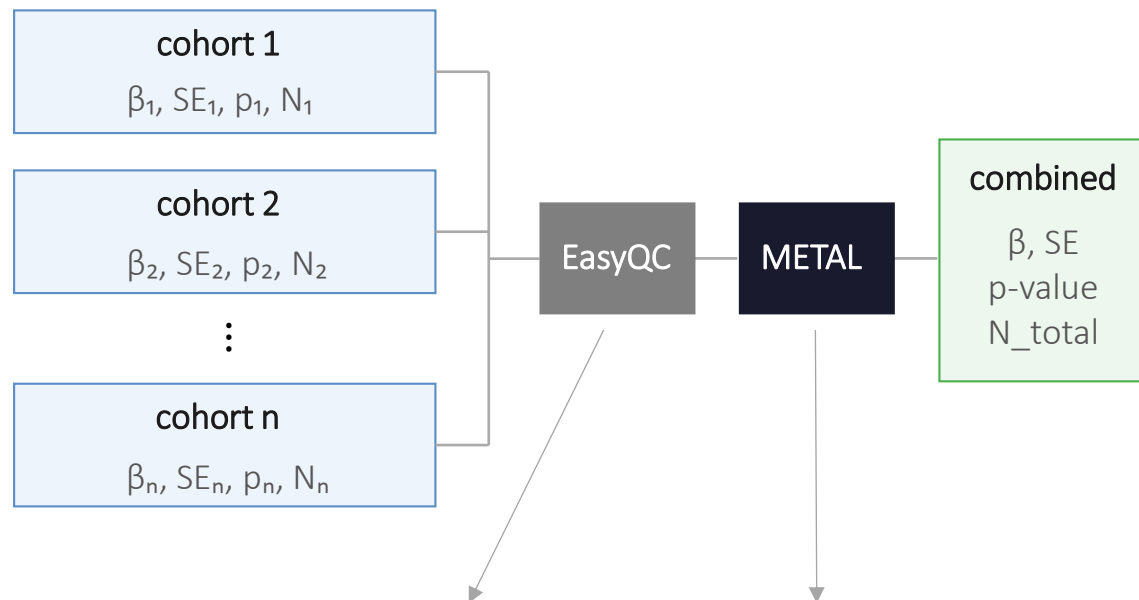 cohort 1
β₁, SE₁, p₁, N₁
cohort 2
β₂, SE₂, p₂, N₂
⋮
cohort n
βₙ, SEₙ, pₙ, Nₙ
EasyQC
METAL
combined
β, SE
p-value
N_total